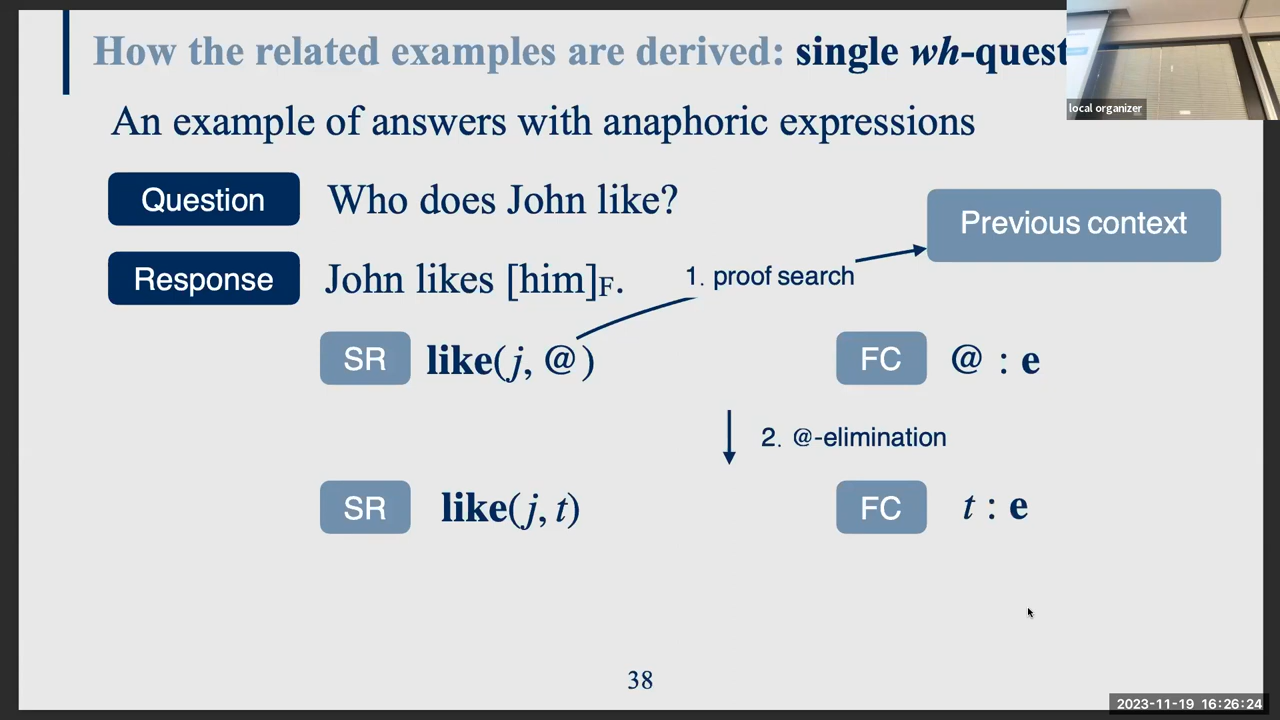 How the related examples are derived: single wh-quest
local organizer
An example of answers with anaphoric expressions
Question Who does John like?
Previous context
Response John likes [him]F.
1. proof search
SR like(j, @) FC @ : e
2. @-elimination
SR like(j, t) FC t : e
38
2023-11-19 16:26:24